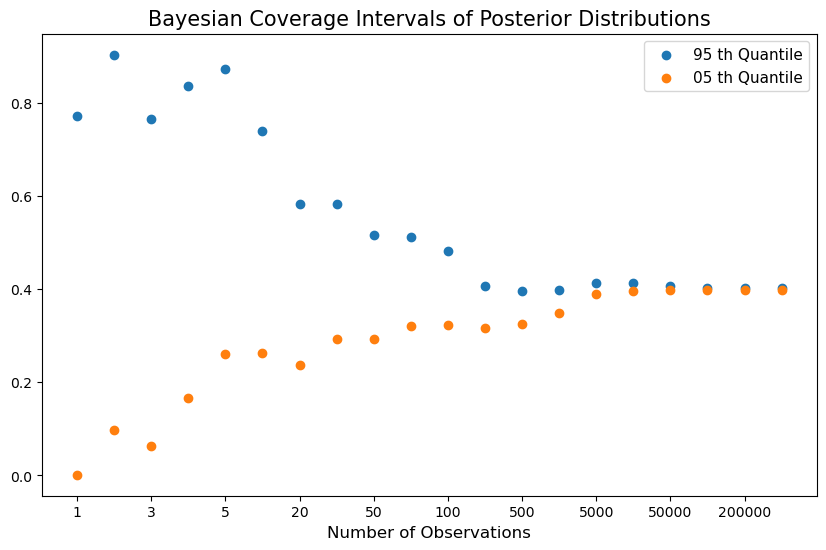 Bayesian Coverage Intervals of Posterior Distributions
95 th Quantile
05 th Quantile
0.8
0.6
0.4
0.2
0.0
1 3 5 20 50 100 500 5000 50000 200000
Number of Observations